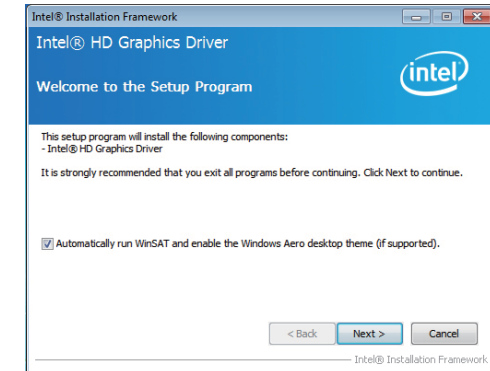 Intel® Installation Framework
Intel® HD Graphics Driver
intel
Welcome to the Setup Program
This setup program will install the following components:
- Intel® HD Graphics Driver
It is strongly recommended that you exit all programs before continuing. Click Next to continue.
Automatically run WinSAT and enable the Windows Aero desktop theme (if supported).
< Back
Next >
Cancel
Intel® Installation Framework